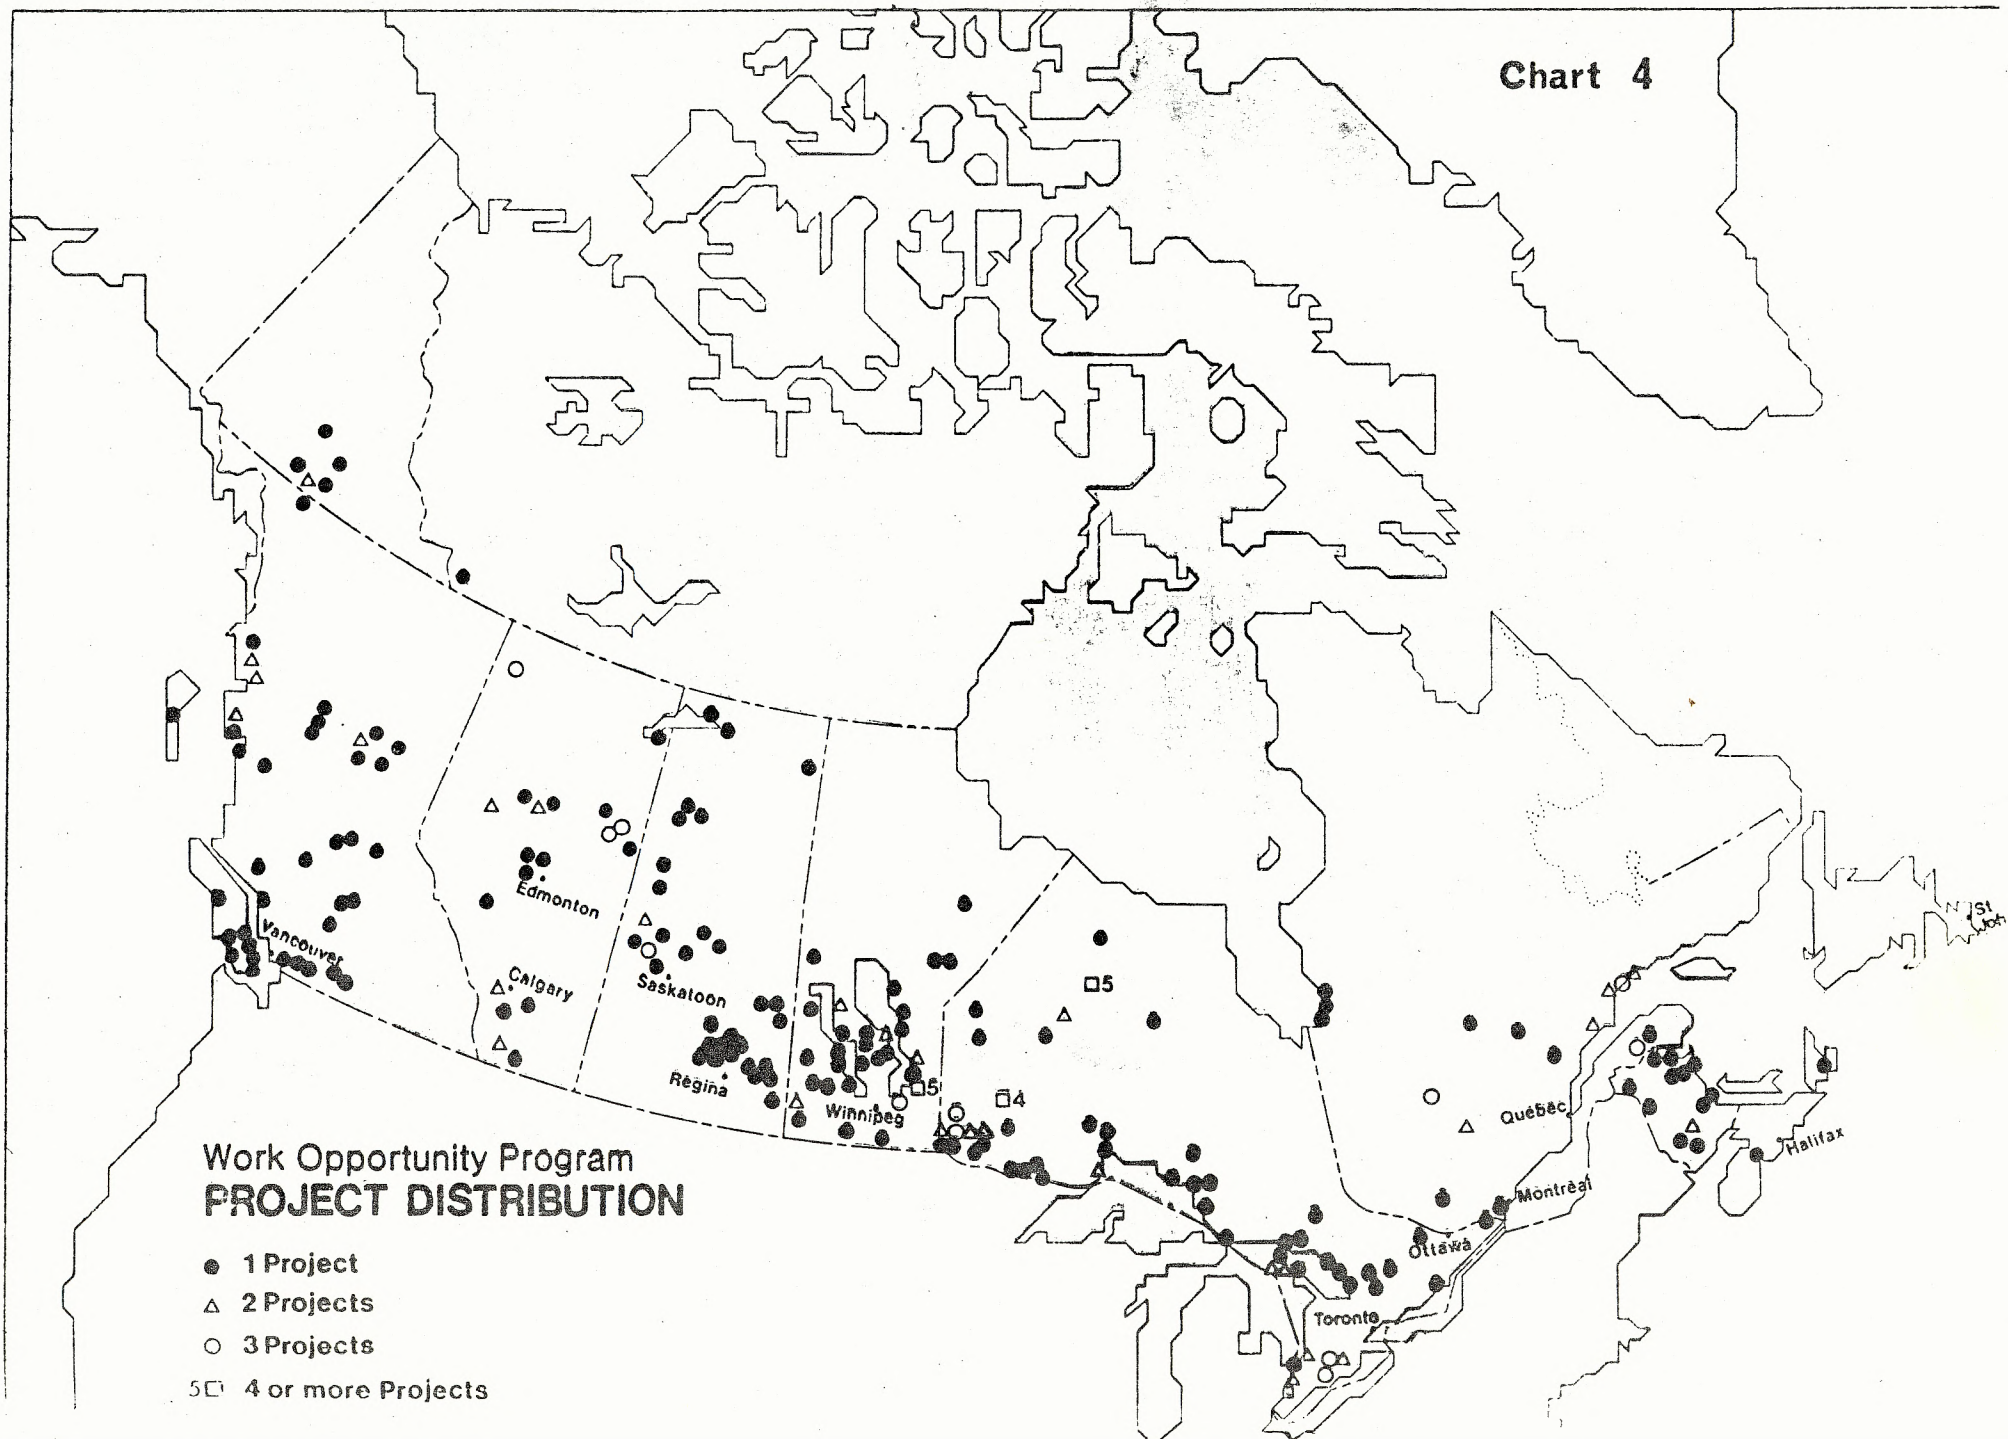 Chart 4
Edmonton
Vancouver
Calgary
Saskatoon
Regina
Winnipeg
5
5
4
Québec
Halifax
Montréal
Ottawa
Toronto
St
Work Opportunity Program
PROJECT DISTRIBUTION
1 Project
2 Projects
3 Projects
5 4 or more Projects